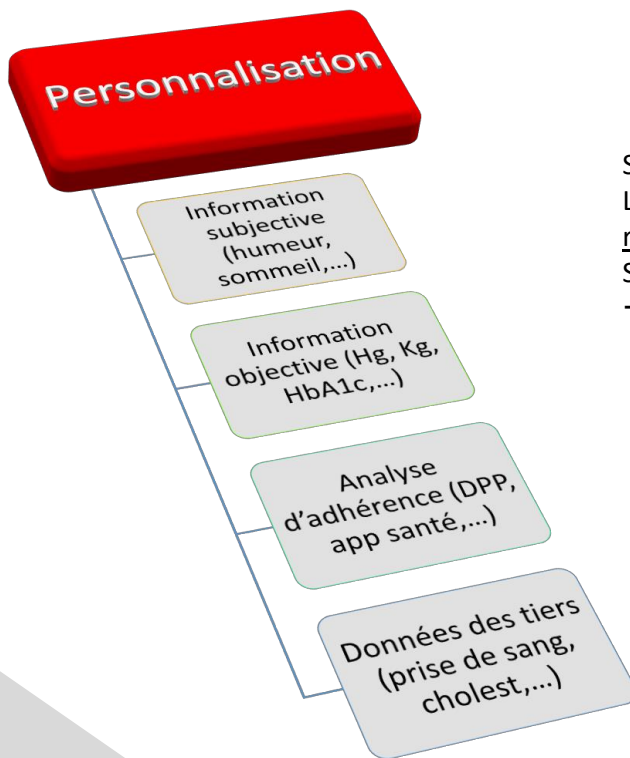 Personnalisation
Information
subjective
(humeur,
sommeil,...)
Information
objective (Hg, Kg,
HbA1c,...)
Analyse
d'adhérence (DPP,
app santé,...)
Données des tiers
(prise de sang,
cholest,...)